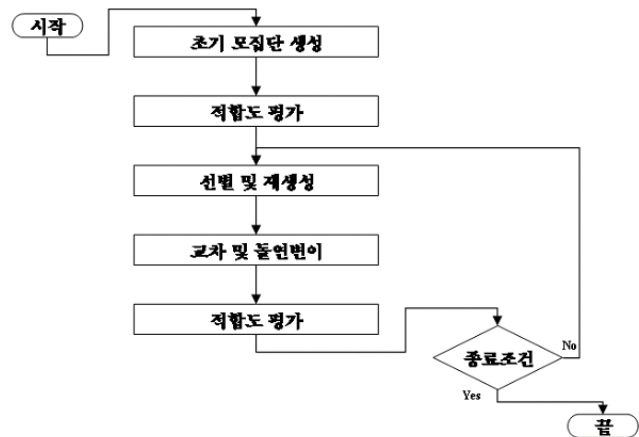 시작
초기 모집단 생성
적합도 평가
선별 및 재생성
교차 및 돌연변이
적합도 평가
종료조건
No
Yes
끝